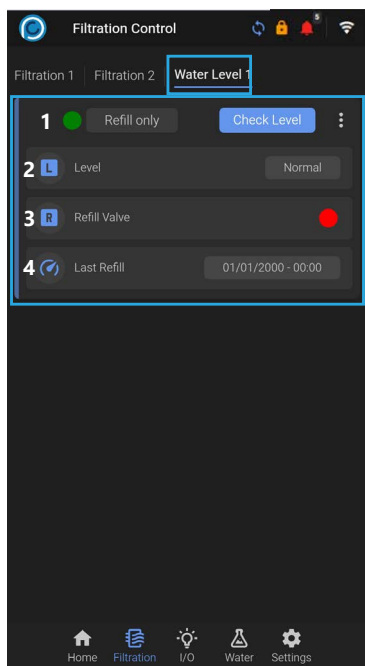 Filtration Control
5
Filtration 1 Filtration 2 Water Level 1
1 Refill only Check Level
2 L Level Normal
3 R Refill Valve
4 Last Refill 01/01/2000 - 00:00
Home Filtration I/O Water Settings